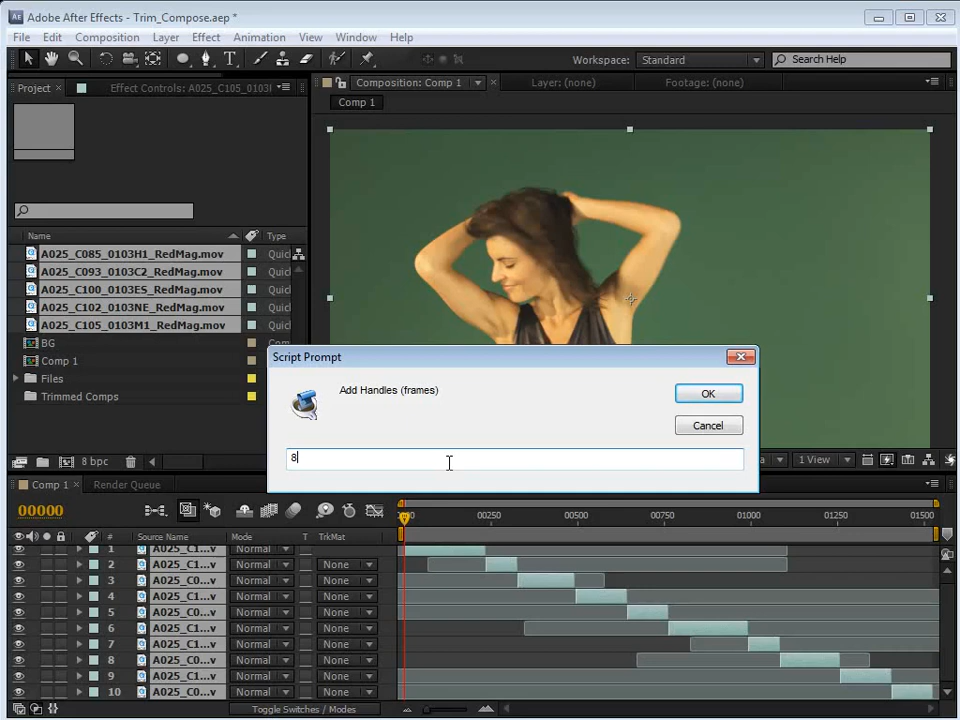 Adobe After Effects - Trim_Compose.aep *
File Edit Composition Layer Effect Animation View Window Help
Workspace: Standard Search Help
Project Effect Controls: A025_C105_0103 Composition: Comp 1 Layer: (none) Footage: (none)
Comp 1
Name Type
A025_C085_0103H1_RedMag.mov Quic
A025_C093_0103C2_RedMag.mov Quic
A025_C100_0103E5_RedMag.mov Quic
A025_C102_0103NE_RedMag.mov Quic
A025_C105_0103M1_RedMag.mov Quic
BG
Comp 1
Files
Trimmed Comps
Script Prompt
Add Handles (frames)
OK
Cancel
8
8 bpc 1 View
Comp 1 Render Queue
00000 00250 00500 00750 01000 01250 01500
# Source Name Mode T TrkMat
1 A025_C1...v Normal
2 A025_C1...v Normal None
3 A025_C0...v Normal None
4 A025_C1...v Normal None
5 A025_C0...v Normal None
6 A025_C1...v Normal None
7 A025_C1...v Normal None
8 A025_C0...v Normal None
9 A025_C1...v Normal None
10 A025_C0...v Normal None
Toggle Switches / Modes